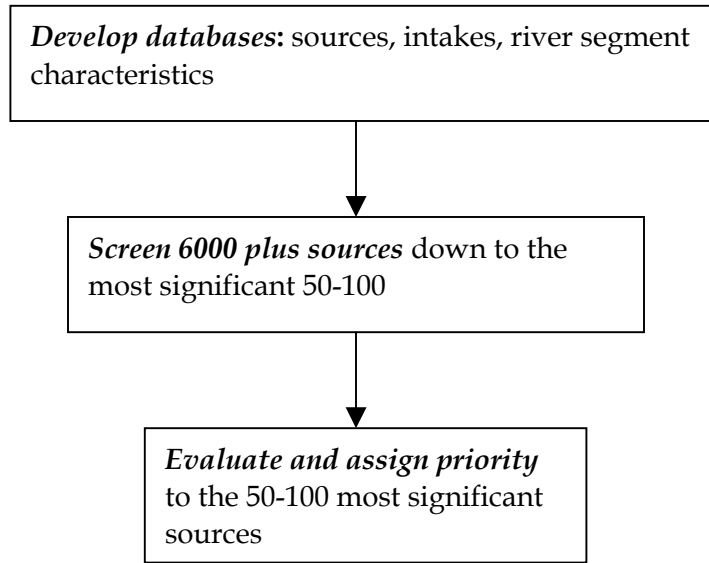 Develop databases: sources, intakes, river segment
characteristics
Screen 6000 plus sources down to the
most significant 50-100
Evaluate and assign priority
to the 50-100 most significant
sources